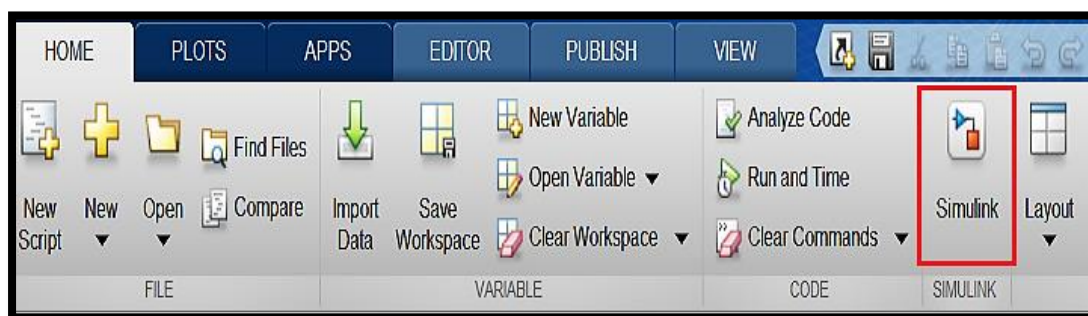 HOME PLOTS APPS EDITOR PUBLISH VIEW
New Script
New
Open
Find Files
Compare
Import Data
Save Workspace
New Variable
Open Variable
Clear Workspace
Analyze Code
Run and Time
Clear Commands
Simulink
Layout
FILE VARIABLE CODE SIMULINK